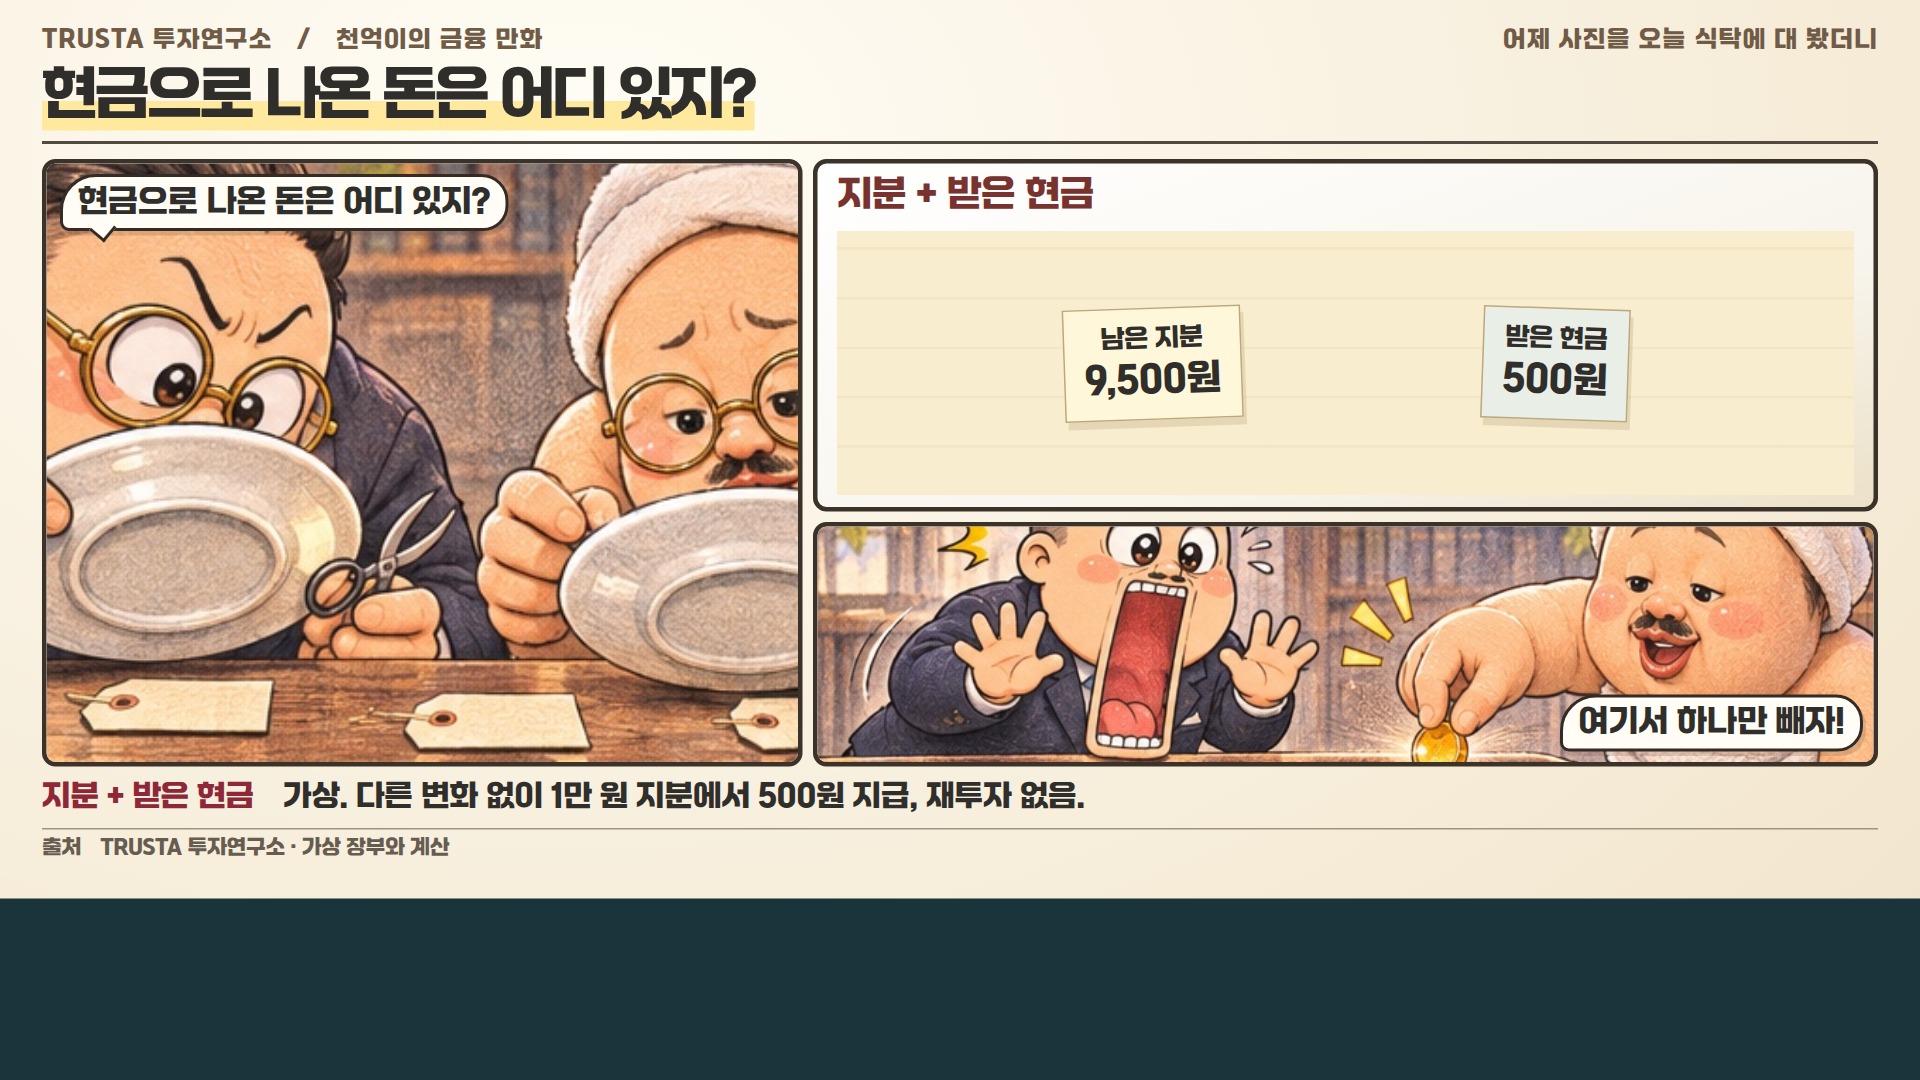 TRUSTA 투자연구소 / 천억이의 금융 만화
어제 사진을 오늘 식탁에 대 봤더니
현금으로 나온 돈은 어디 있지?
현금으로 나온 돈은 어디 있지?
지분 + 받은 현금
남은 지분
9,500원
받은 현금
500원
여기서 하나만 빼자!
지분 + 받은 현금 가상. 다른 변화 없이 1만 원 지분에서 500원 지급, 재투자 없음.
출처 TRUSTA 투자연구소 · 가상 장부와 계산